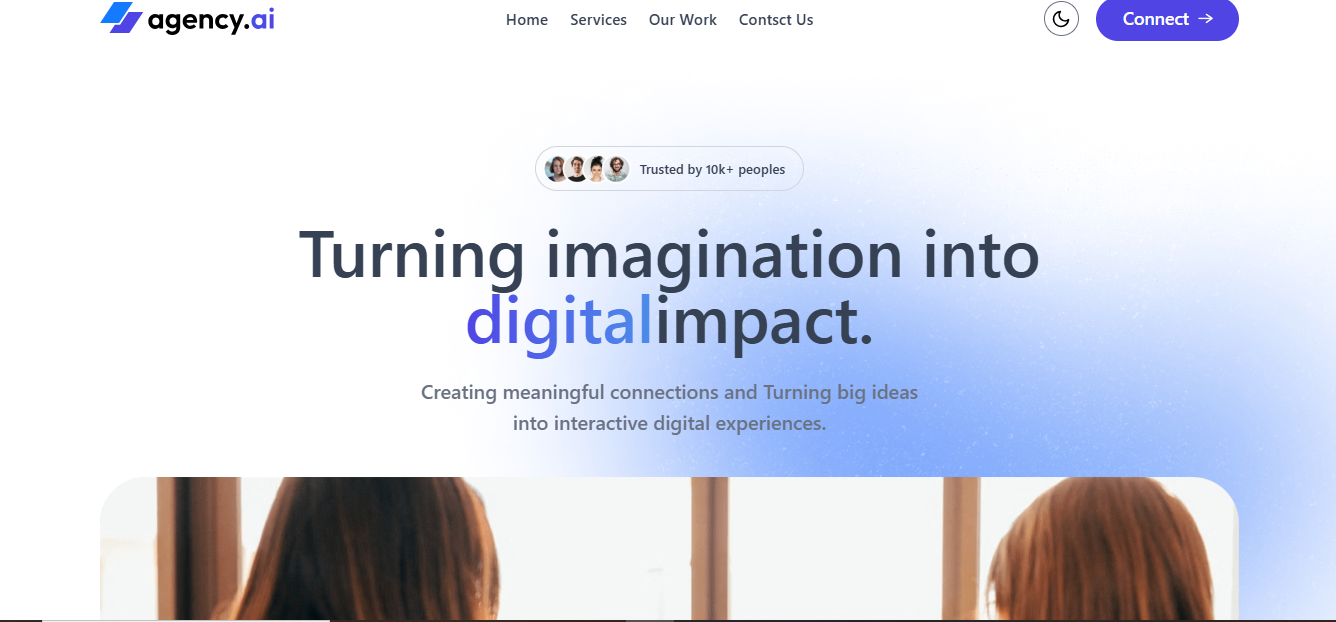 agency.ai
Home Services Our Work Contsct Us
Connect →
Trusted by 10k+ peoples
Turning imagination into
digitalimpact.
Creating meaningful connections and Turning big ideas
into interactive digital experiences.